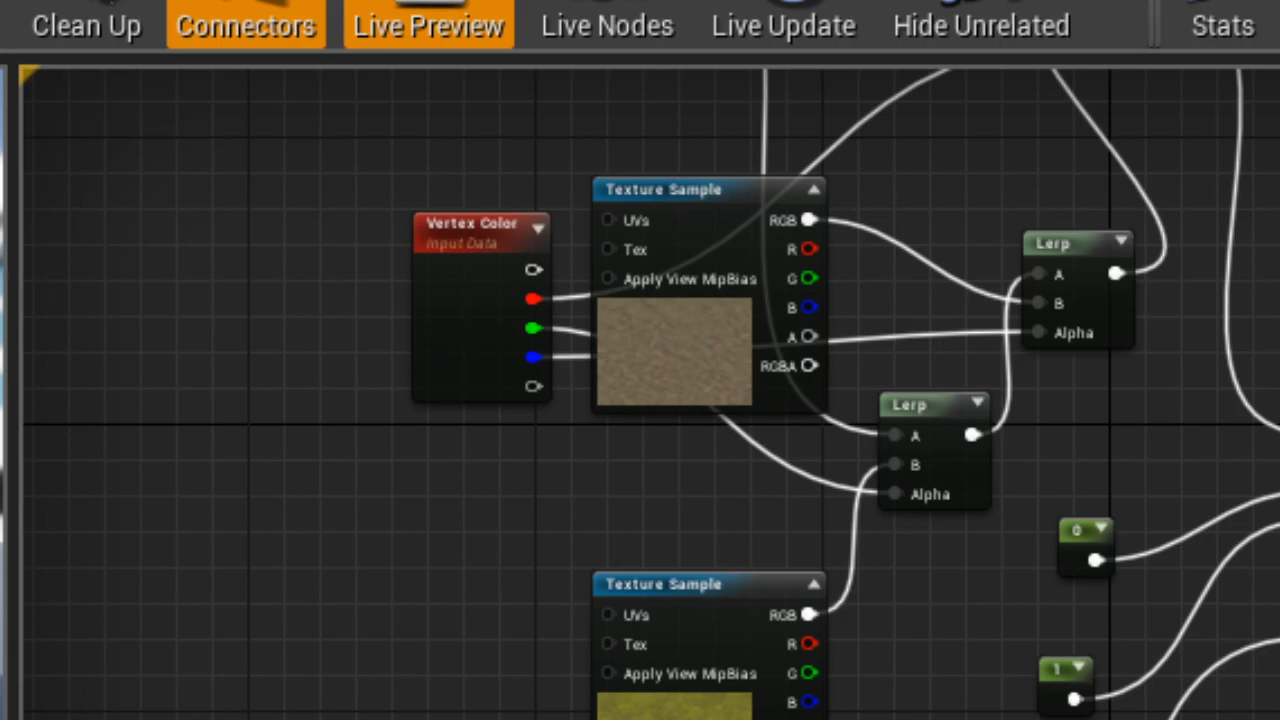 Clean Up Connectors Live Preview Live Nodes Live Update Hide Unrelated Stats
Vertex Color
Input Data
Texture Sample
UVs RGB
Tex R
Apply View MipBias G
B
A
RGBA
Lerp
A
B
Alpha
Lerp
A
B
Alpha
0
1
Texture Sample
UVs RGB
Tex R
Apply View MipBias G
B